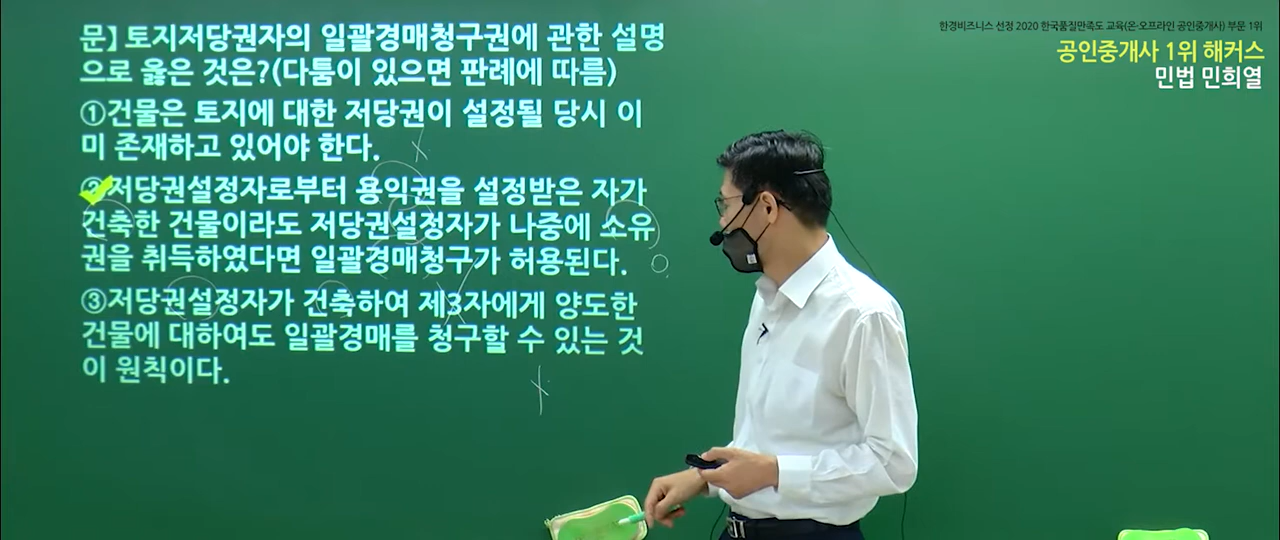 한경비즈니스 선정 2020 한국품질만족도 교육(온·오프라인 공인중개사) 부문 1위
공인중개사 1위 해커스
민법 민희열
문】토지저당권자의 일괄경매청구권에 관한 설명
으로 옳은 것은?(다툼이 있으면 판례에 따름)
①건물은 토지에 대한 저당권이 설정될 당시 이
미 존재하고 있어야 한다.
②저당권설정자로부터 용익권을 설정받은 자가
건축한 건물이라도 저당권설정자가 나중에 소유
권을 취득하였다면 일괄경매청구가 허용된다.
③저당권설정자가 건축하여 제3자에게 양도한
건물에 대하여도 일괄경매를 청구할 수 있는 것
이 원칙이다.